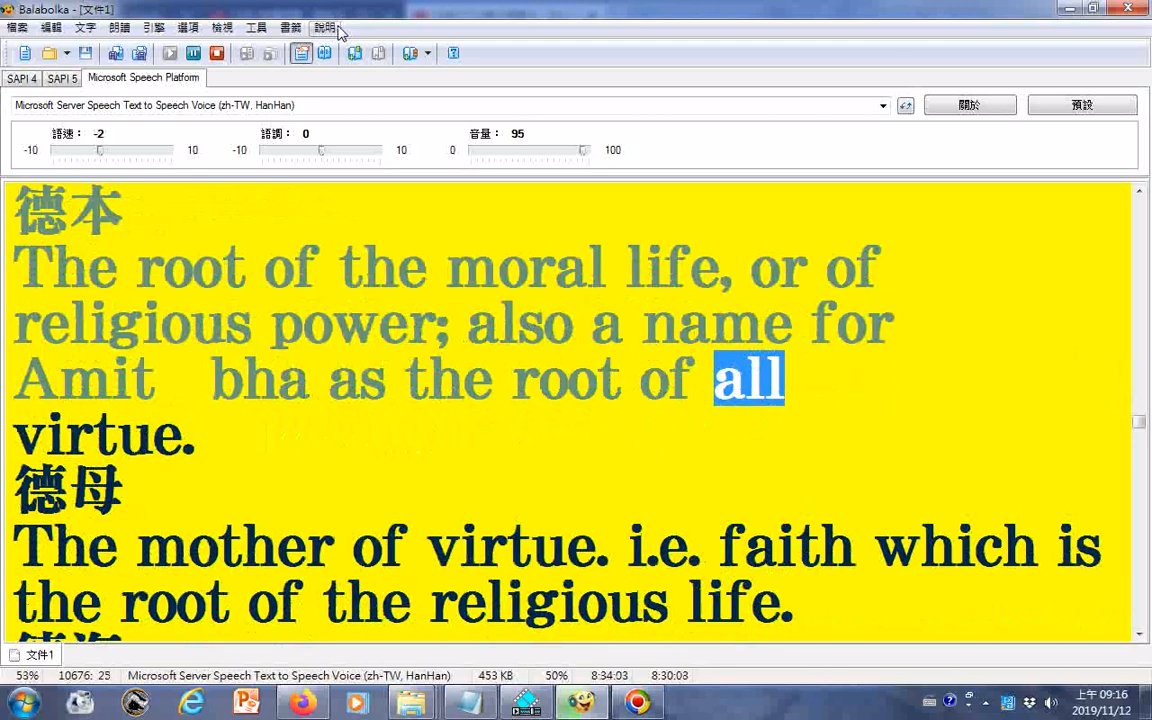 Balabolka - [文件1]
檔案 編輯 文字 朗讀 引擎 選項 檢視 工具 書籤 說明
SAPI 4 SAPI 5 Microsoft Speech Platform
Microsoft Server Speech Text to Speech Voice (zh-TW, HanHan) 關於 預設
語速： -2 語調： 0 音量： 95
-10 10 -10 10 0 100
德本
The root of the moral life, or of
religious power; also a name for
Amit bha as the root of all
virtue.
德母
The mother of virtue. i.e. faith which is
the root of the religious life.
文件1
53% 10676: 25 Microsoft Server Speech Text to Speech Voice (zh-TW, HanHan) 453 KB 50% 8:34:03 8:30:03
上午 09:16
2019/11/12